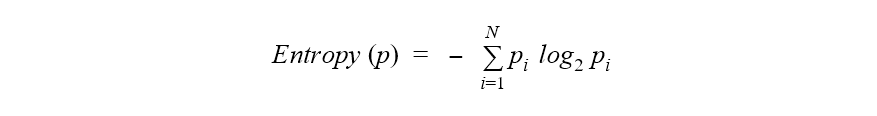 Entropy (p) = − ∑_{i=1}^{N} p_i log_2 p_i